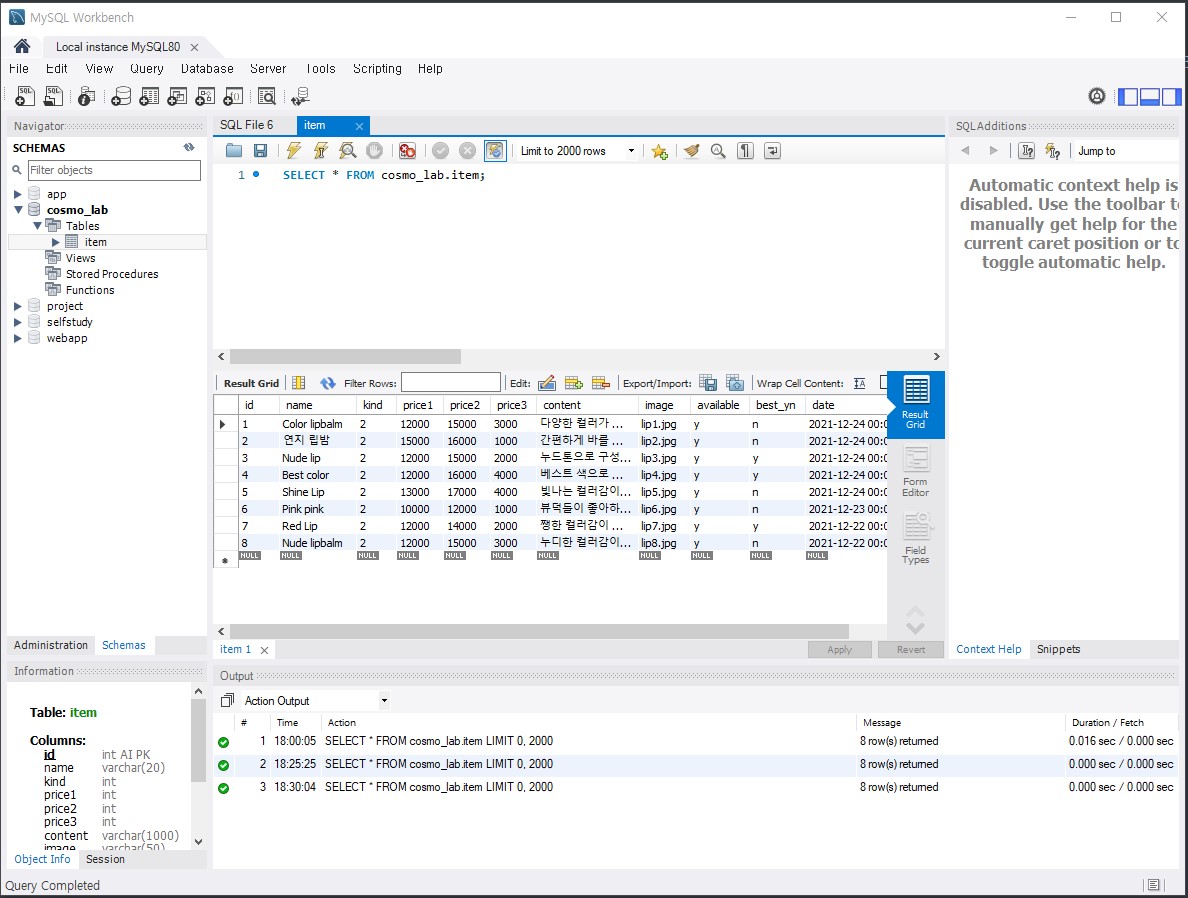 MySQL Workbench
Local instance MySQL80
File Edit View Query Database Server Tools Scripting Help
Navigator
SCHEMAS
Filter objects
app
cosmo_lab
Tables
item
Views
Stored Procedures
Functions
project
selfstudy
webapp
Administration Schemas
Information
Table: item
Columns:
id int AI PK
name varchar(20)
kind int
price1 int
price2 int
price3 int
content varchar(1000)
image varchar(50)
Object Info Session
SQL File 6 item
Limit to 2000 rows
1 SELECT * FROM cosmo_lab.item;
Result Grid Filter Rows: Edit: Export/Import: Wrap Cell Content:
id name kind price1 price2 price3 content image available best_yn date
1 Color lipbalm 2 12000 15000 3000 다양한 컬러가 ... lip1.jpg y n 2021-12-24 00:0
2 연지 립밤 2 15000 16000 1000 간편하게 바를 ... lip2.jpg y n 2021-12-24 00:0
3 Nude lip 2 12000 15000 2000 누드톤으로 구성... lip3.jpg y y 2021-12-24 00:0
4 Best color 2 12000 16000 4000 베스트 색으로 ... lip4.jpg y y 2021-12-24 00:0
5 Shine Lip 2 13000 17000 4000 빛나는 컬러감이... lip5.jpg y n 2021-12-24 00:0
6 Pink pink 2 10000 12000 1000 뷰덕들이 좋아하... lip6.jpg y n 2021-12-23 00:0
7 Red Lip 2 12000 14000 2000 쨍한 컬러감이 ... lip7.jpg y y 2021-12-22 00:0
8 Nude lipbalm 2 12000 15000 3000 누디한 컬러감이... lip8.jpg y n 2021-12-22 00:0
NULL NULL NULL NULL NULL NULL NULL NULL NULL NULL NULL
Result
Grid
Form
Editor
Field
Types
item 1 Apply Revert
SQLAdditions
Jump to
Automatic context help is
disabled. Use the toolbar to
manually get help for the
current caret position or to
toggle automatic help.
Context Help Snippets
Output
Action Output
# Time Action Message Duration / Fetch
1 18:00:05 SELECT * FROM cosmo_lab.item LIMIT 0, 2000 8 row(s) returned 0.016 sec / 0.000 sec
2 18:25:25 SELECT * FROM cosmo_lab.item LIMIT 0, 2000 8 row(s) returned 0.000 sec / 0.000 sec
3 18:30:04 SELECT * FROM cosmo_lab.item LIMIT 0, 2000 8 row(s) returned 0.000 sec / 0.000 sec
Query Completed